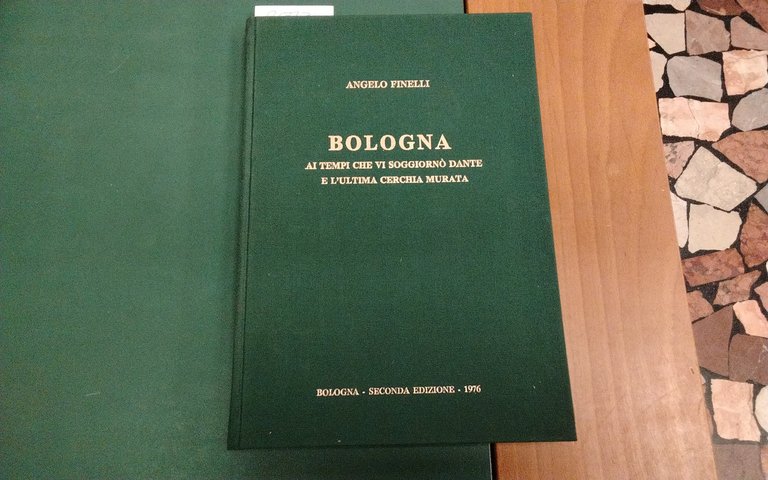 ANGELO FINELLI
BOLOGNA
AI TEMPI CHE VI SOGGIORNÒ DANTE
E L'ULTIMA CERCHIA MURATA
BOLOGNA - SECONDA EDIZIONE - 1976